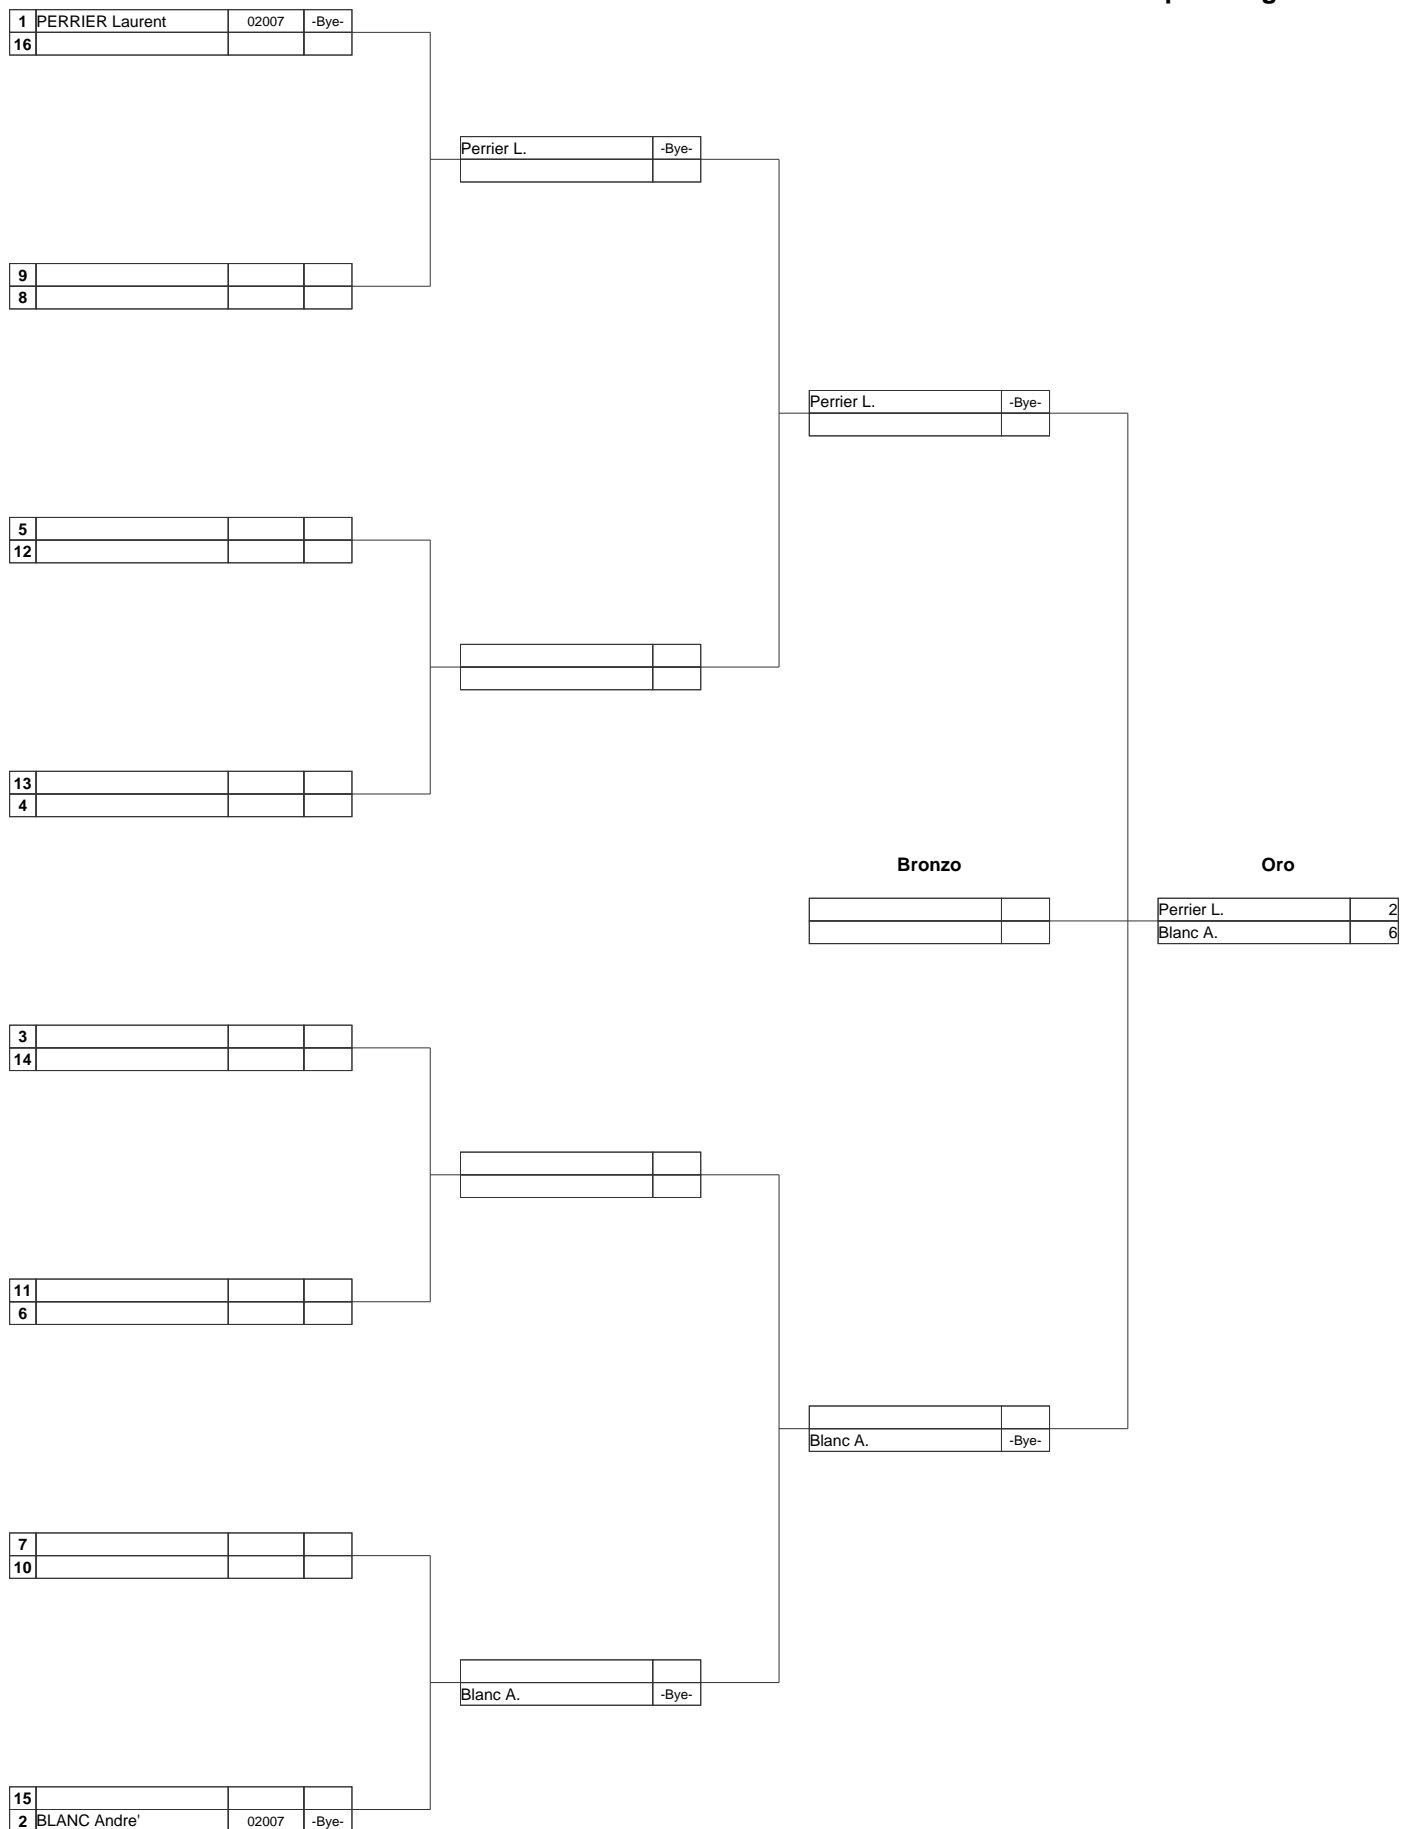 1 PERRIER Laurent 02007 -Bye-
16
Perrier L. -Bye-
9
8
Perrier L. -Bye-
5
12
13
4
Bronzo Oro
Perrier L. 2
Blanc A. 6
3
14
11
6
Blanc A. -Bye-
7
10
Blanc A. -Bye-
15
2 BLANC Andre' 02007 -Bye-